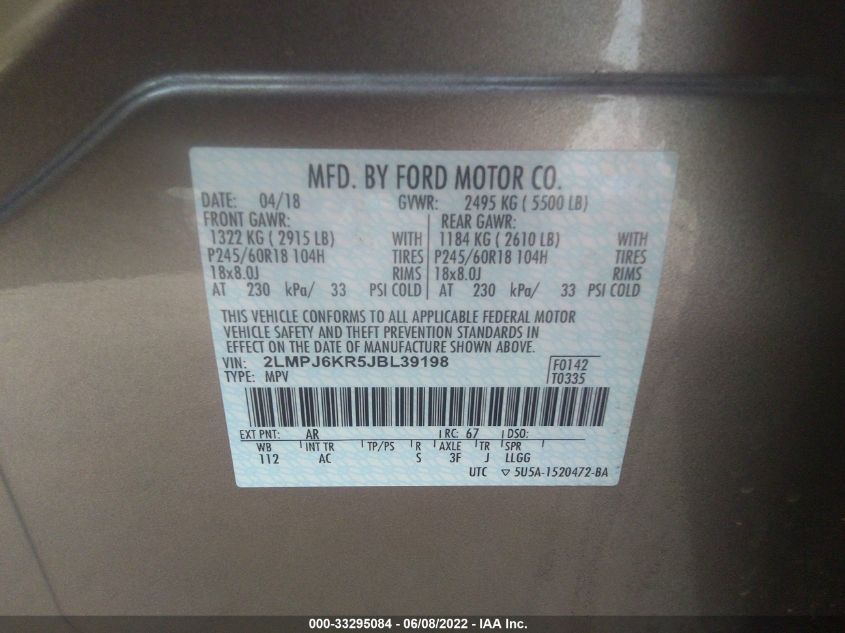 MFD. BY FORD MOTOR CO.
DATE: 04/18 GVWR: 2495 KG ( 5500 LB)
FRONT GAWR: REAR GAWR:
1322 KG ( 2915 LB) WITH 1184 KG ( 2610 LB) WITH
P245/60R18 104H TIRES P245/60R18 104H TIRES
18x8.0J RIMS 18x8.0J RIMS
AT 230 kPa/ 33 PSI COLD AT 230 kPa/ 33 PSI COLD
THIS VEHICLE CONFORMS TO ALL APPLICABLE FEDERAL MOTOR
VEHICLE SAFETY AND THEFT PREVENTION STANDARDS IN
EFFECT ON THE DATE OF MANUFACTURE SHOWN ABOVE.
VIN: 2LMPJ6KR5JBL39198 F0142
TYPE: MPV T0335
EXT PNT: AR RC: 67 DSO:
WB INT TR TP/PS R AXLE TR SPR
112 AC S 3F J LLGG
UTC ▽ 5U5A-1520472-BA
000-33295084 - 06/08/2022 - IAA Inc.